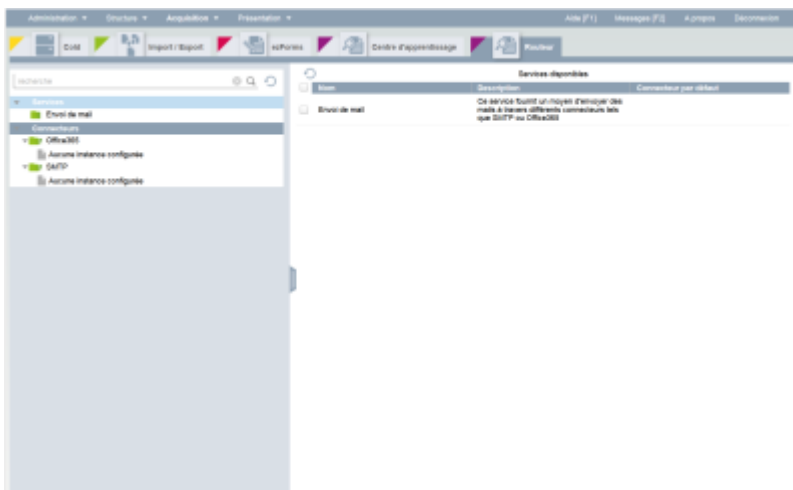 Administration Structure Acquisition Présentation Aide [F1] Messages [F2] A propos Déconnexion
Cold Import / Export Centre d'apprentissage Routeur
recherche
Services
Envoi de mail
Connecteurs
Office365
Aucune instance configurée
SMTP
Aucune instance configurée
Services disponibles
Nom Description Connecteur par défaut
Envoi de mail
Ce service fournit un moyen d'envoyer des
mails à travers différents connecteurs tels
que SMTP ou Office365